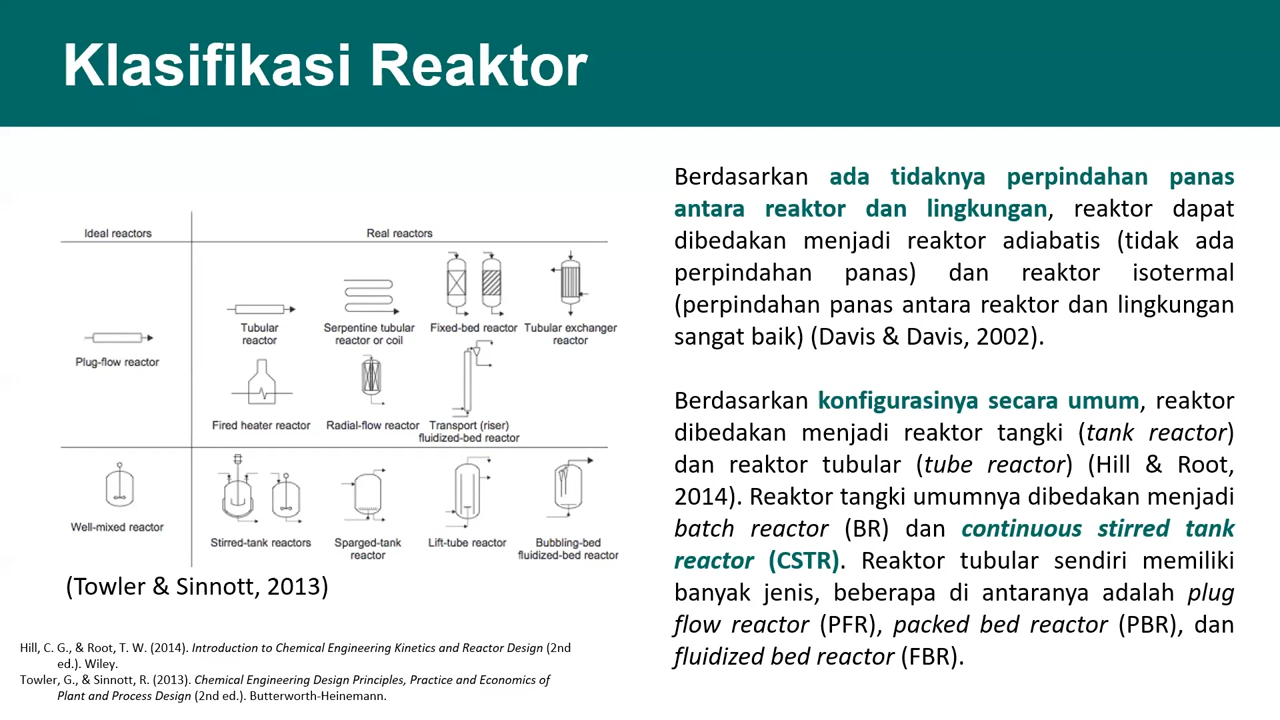 Klasifikasi Reaktor
Ideal reactors
Real reactors
Plug-flow reactor
Tubular
reactor
Serpentine tubular
reactor or coil
Fixed-bed reactor
Tubular exchanger
reactor
Fired heater reactor
Radial-flow reactor
Transport (riser)
fluidized-bed reactor
Well-mixed reactor
Stirred-tank reactors
Sparged-tank
reactor
Lift-tube reactor
Bubbling-bed
fluidized-bed reactor
(Towler & Sinnott, 2013)
Hill, C. G., & Root, T. W. (2014). Introduction to Chemical Engineering Kinetics and Reactor Design (2nd
ed.). Wiley.
Towler, G., & Sinnott, R. (2013). Chemical Engineering Design Principles, Practice and Economics of
Plant and Process Design (2nd ed.). Butterworth-Heinemann.
Berdasarkan ada tidaknya perpindahan panas
antara reaktor dan lingkungan, reaktor dapat
dibedakan menjadi reaktor adiabatis (tidak ada
perpindahan panas) dan reaktor isotermal
(perpindahan panas antara reaktor dan lingkungan
sangat baik) (Davis & Davis, 2002).
Berdasarkan konfigurasinya secara umum, reaktor
dibedakan menjadi reaktor tangki (tank reactor)
dan reaktor tubular (tube reactor) (Hill & Root,
2014). Reaktor tangki umumnya dibedakan menjadi
batch reactor (BR) dan continuous stirred tank
reactor (CSTR). Reaktor tubular sendiri memiliki
banyak jenis, beberapa di antaranya adalah plug
flow reactor (PFR), packed bed reactor (PBR), dan
fluidized bed reactor (FBR).